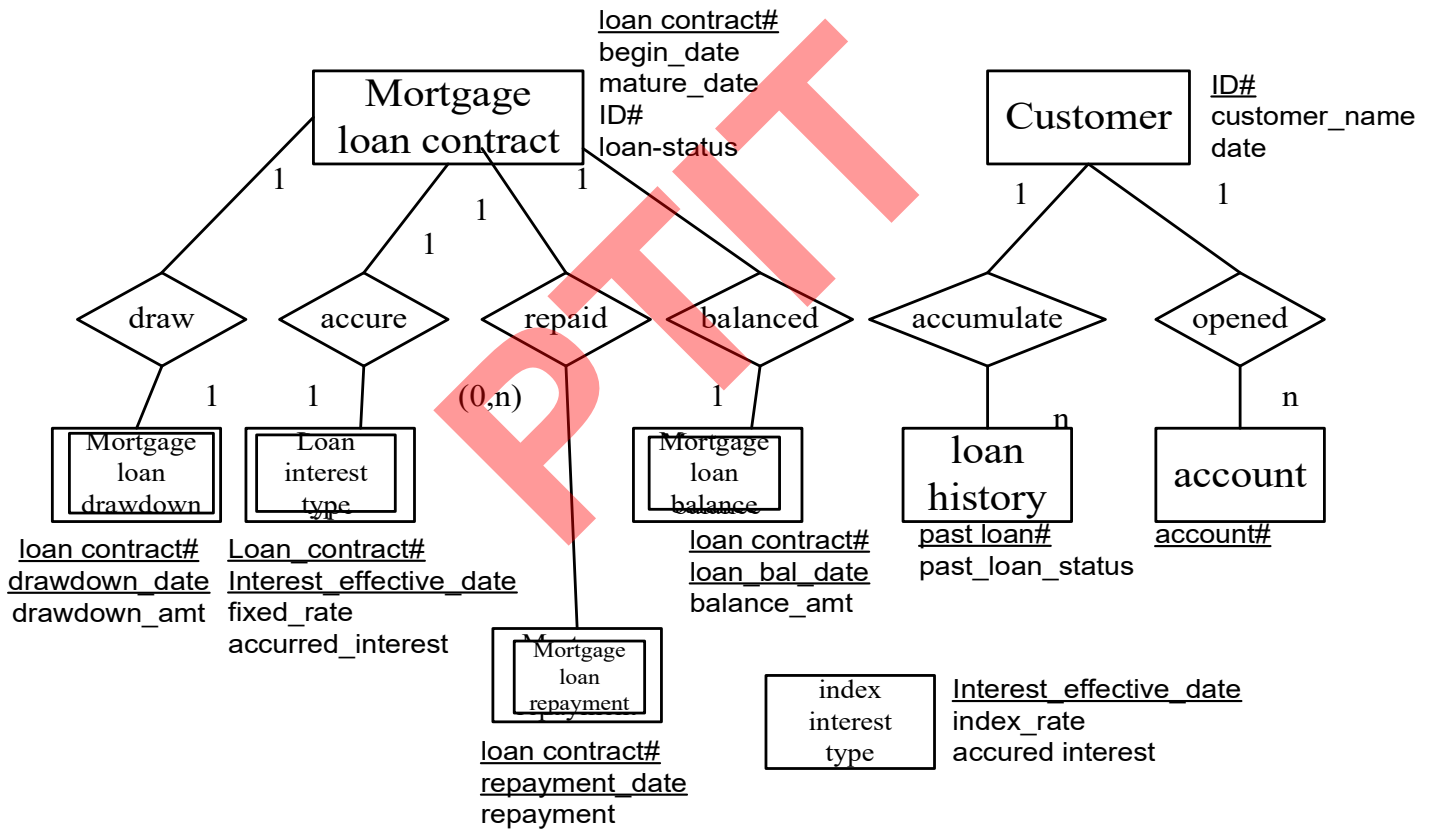 loan contract#
begin_date
mature_date
ID#
loan-status
Mortgage
loan contract
Customer
ID#
customer_name
date
1
1
1
1
1
1
draw
accure
repaid
balanced
accumulate
opened
1
1
(0,n)
1
n
n
Mortgage
loan
drawdown
Loan
interest
type
Mortgage
loan
balance
loan
history
account
loan contract#
drawdown_date
drawdown_amt
Loan_contract#
Interest_effective_date
fixed_rate
accurred_interest
loan contract#
loan_bal_date
balance_amt
past loan#
past_loan_status
account#
Mortgage
loan
repayment
loan contract#
repayment_date
repayment
index
interest
type
Interest_effective_date
index_rate
accured interest
PTIT